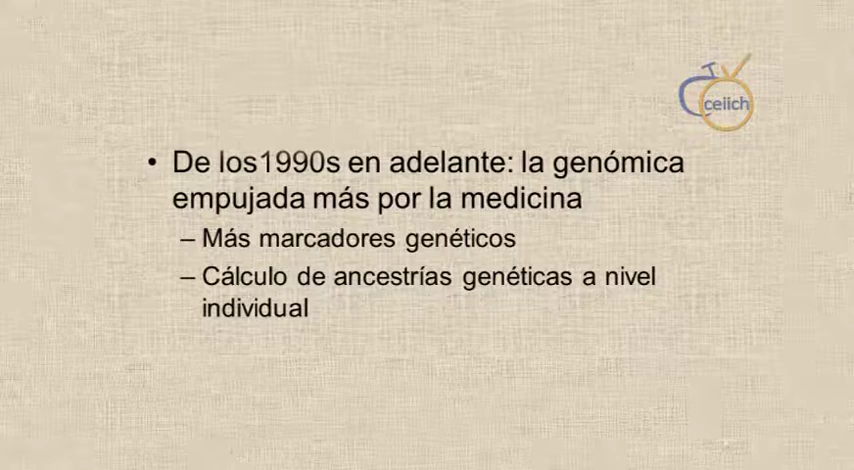 TV
ceiich
• De los1990s en adelante: la genómica
empujada más por la medicina
– Más marcadores genéticos
– Cálculo de ancestrías genéticas a nivel
individual